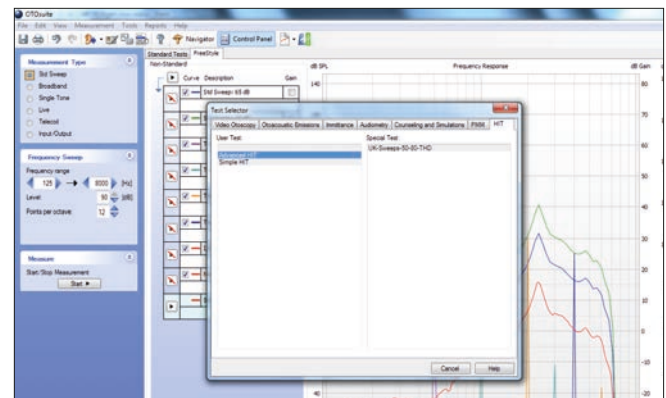 OTOsuite
File Edit View Measurement Tools Reports Help
Navigator Control Panel
Standard Tests FreeStyle
Measurement Type
Std Sweep
Broadband
Single Tone
Live
Telecoil
Input/Output
Frequency Sweep
Frequency range
125 8000 [Hz]
Level 90 [dB]
Points per octave: 12
Measure
Start/Stop Measurement
Start
Non-Standard
Curve Description Gain
Std Sweep: 65 dB
dB SPL Frequency Response dB Gain
140 80
70
60
50
40
30
20
10
0
-10
40 -20
Test Selector
Video Otoscopy Otoacoustic Emissions Immittance Audiometry Counseling and Simulations PMM HIT
User Test Special Test
Advanced HIT UK-Sweeps-50-80-THD
Simple HIT
Cancel Help